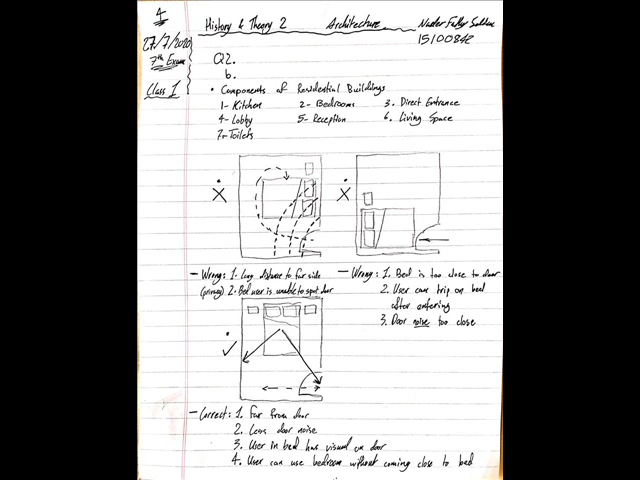 4
27/7/2020
7th Exam
Class 1
History & Theory 2
Architecture
15100842
Q2.
b.
• Components of Residential Buildings
1- Kitchen 2- Bedrooms 3. Direct Entrance
4- Lobby 5- Reception 6. Living Space
7- Toilets
X
X
- Wrong: 1. Long distance to far side
(privacy) 2. Bed user is unable to spot door
- Wrong: 1. Bed is too close to door
2. User can trip on bed
after entering
3. Door noise too close
- Correct: 1. Far from door
2. Less door noise
3. User in bed has visual on door
4. User can use bedroom without coming close to bed